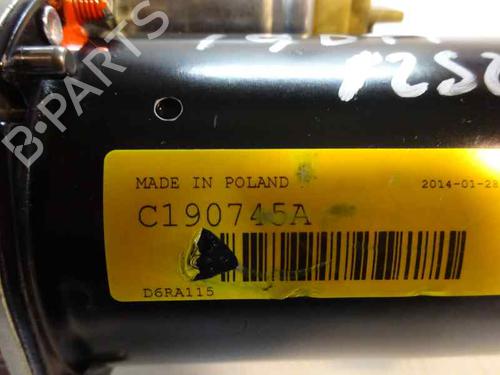 B-PARTS
MADE IN POLAND
2014-01-28
C190745A
D6RA115